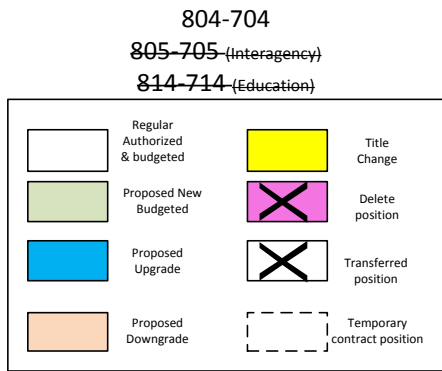 804-704
805-705 (Interagency)
814-714 (Education)
Regular
Authorized
& budgeted
Title
Change
Proposed New
Budgeted
Delete
position
Proposed
Upgrade
Transferred
position
Proposed
Downgrade
Temporary
contract position